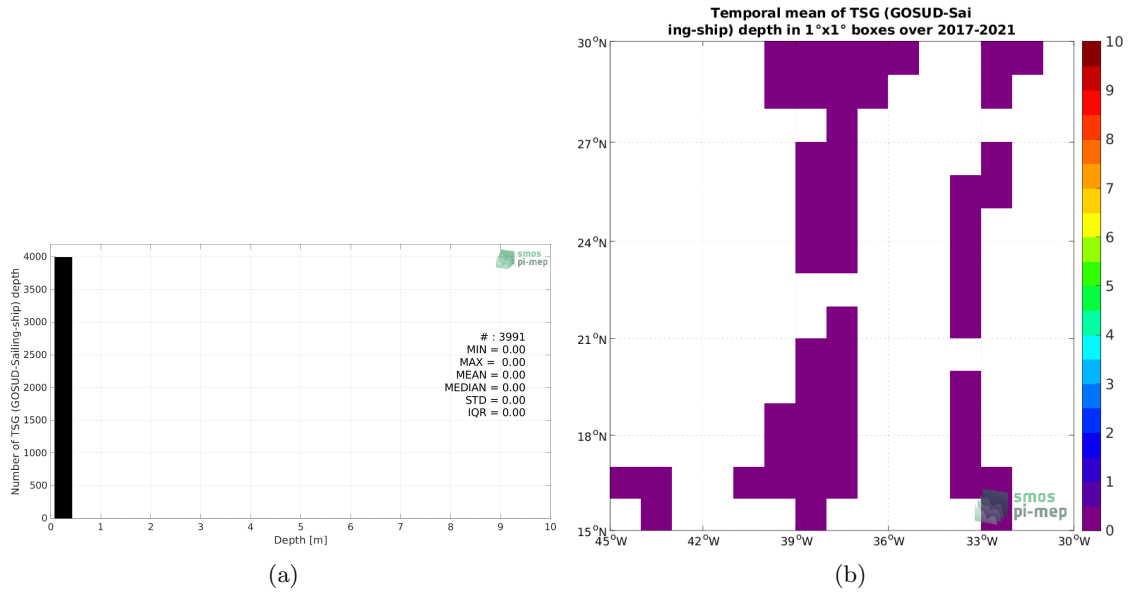 Temporal mean of TSG (GOSUD-Sai
ing-ship) depth in 1°x1° boxes over 2017-2021
Number of TSG (GOSUD-Sailing-ship) depth
4000
3500
3000
2500
2000
1500
1000
500
0
smos
pi-mep
# : 3991
MIN = 0.00
MAX = 0.00
MEAN = 0.00
MEDIAN = 0.00
STD = 0.00
IQR = 0.00
0 1 2 3 4 5 6 7 8 9 10
Depth [m]
(a)
30°N
27°N
24°N
21°N
18°N
15°N
45°W 42°W 39°W 36°W 33°W 30°W
smos
pi-mep
10
9
8
7
6
5
4
3
2
1
0
(b)